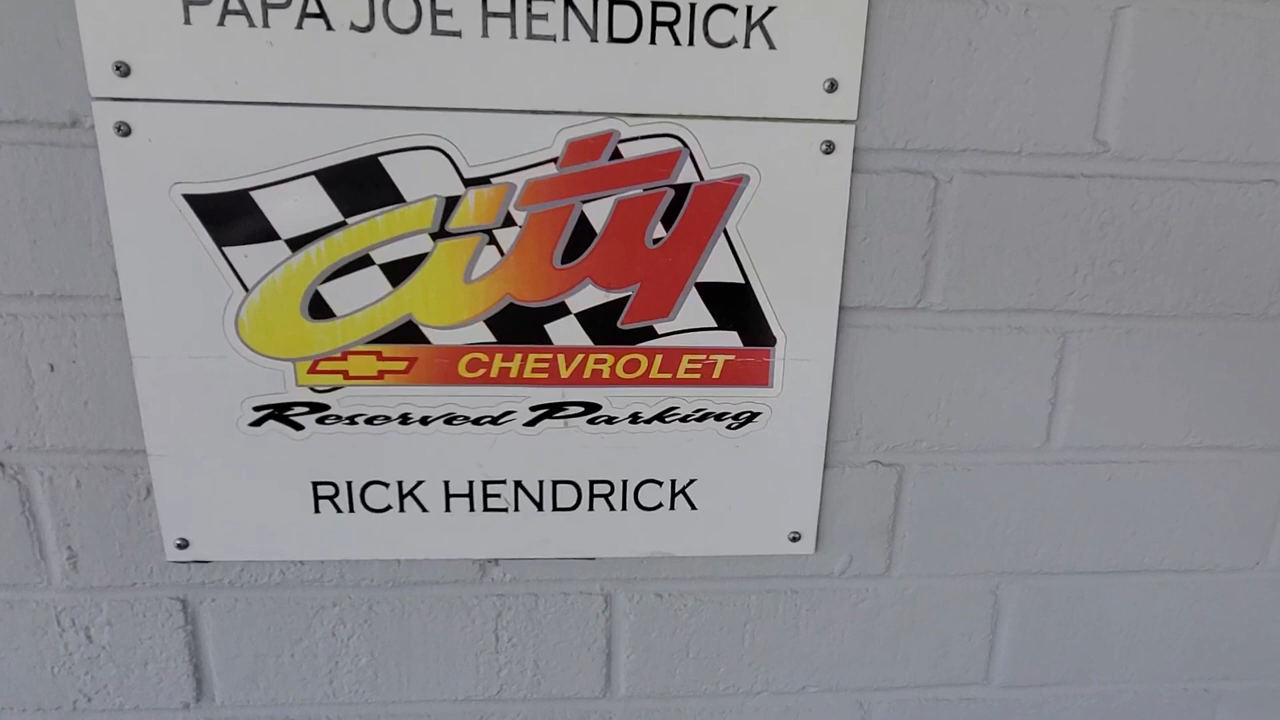 PAPA JOE HENDRICK
City
CHEVROLET
Reserved Parking
RICK HENDRICK